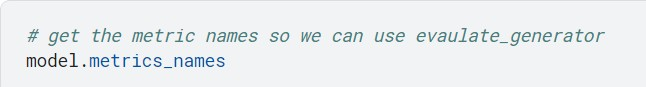 # get the metric names so we can use evaulate_generator
model.metrics_names